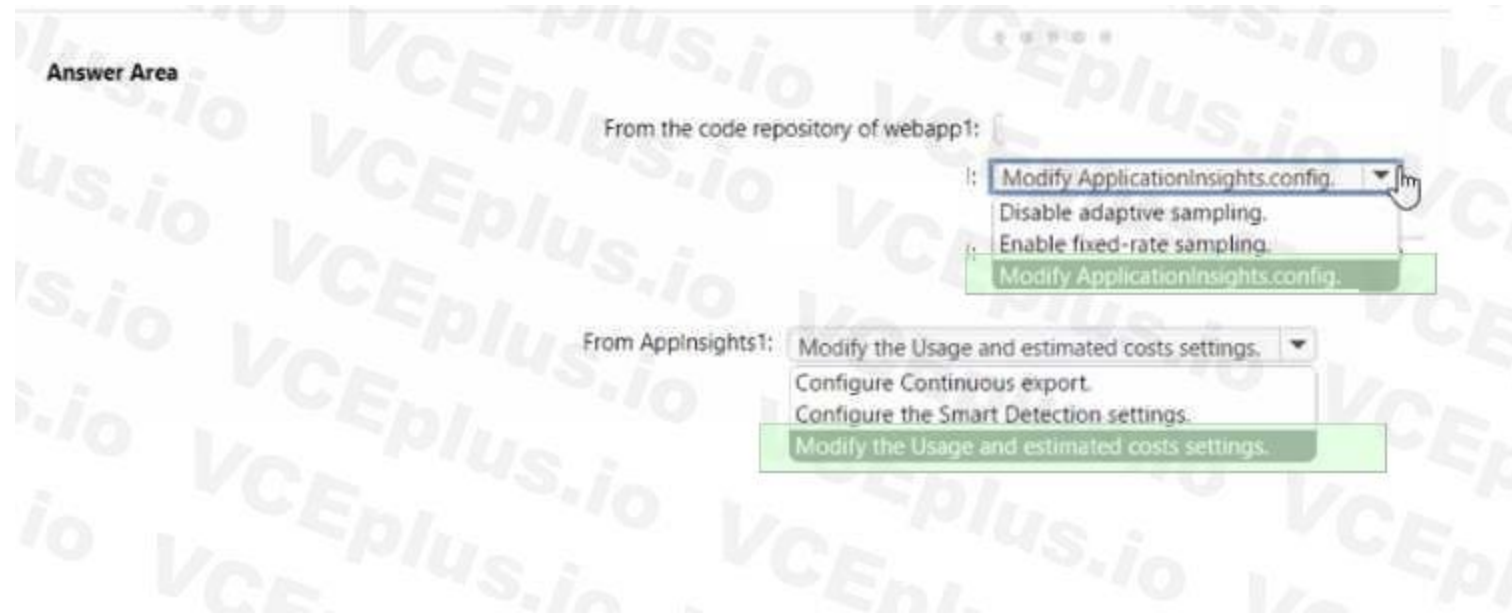 Answer Area
From the code repository of webapp1:
Modify ApplicationInsights.config.
Disable adaptive sampling.
Enable fixed-rate sampling.
Modify ApplicationInsights.config.
From AppInsights1: Modify the Usage and estimated costs settings.
Configure Continuous export.
Configure the Smart Detection settings.
Modify the Usage and estimated costs settings.
VCEplus.io